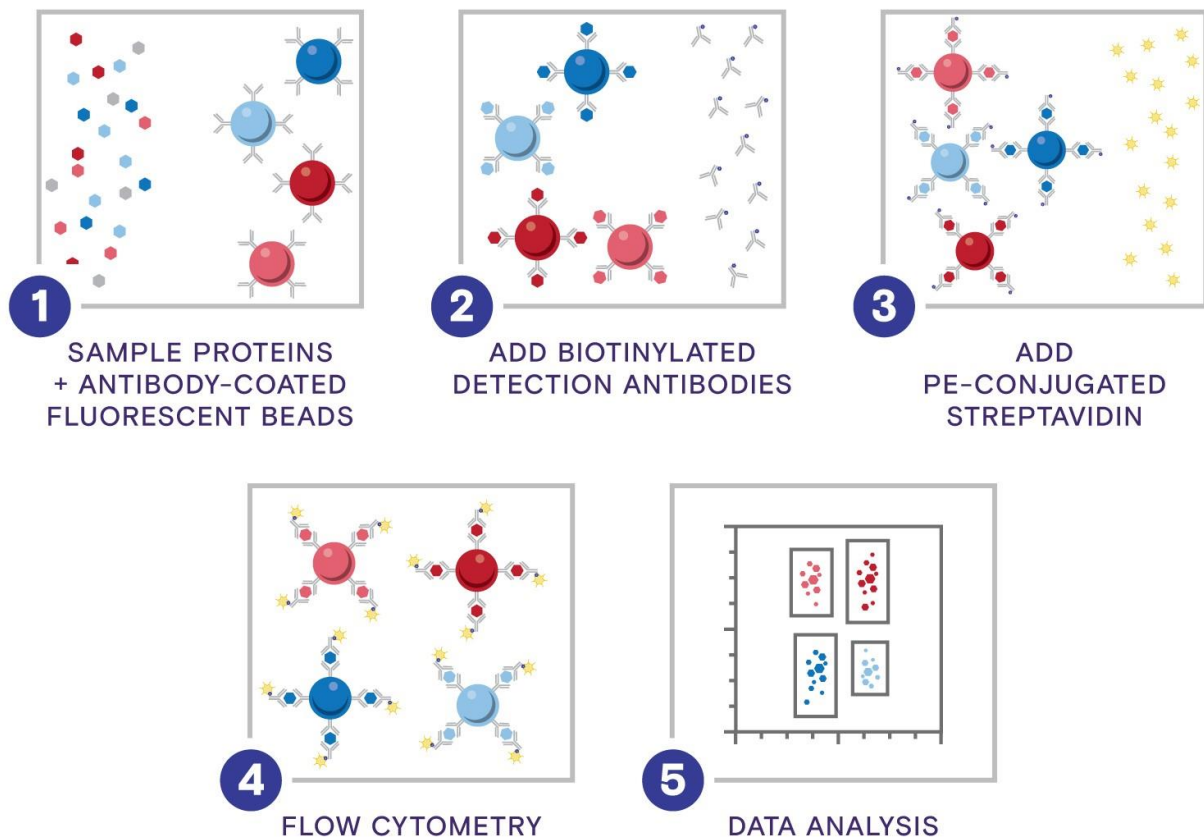 1
SAMPLE PROTEINS
+ ANTIBODY-COATED
FLUORESCENT BEADS
2
ADD BIOTINYLATED
DETECTION ANTIBODIES
3
ADD
PE-CONJUGATED
STREPTAVIDIN
4
FLOW CYTOMETRY
5
DATA ANALYSIS